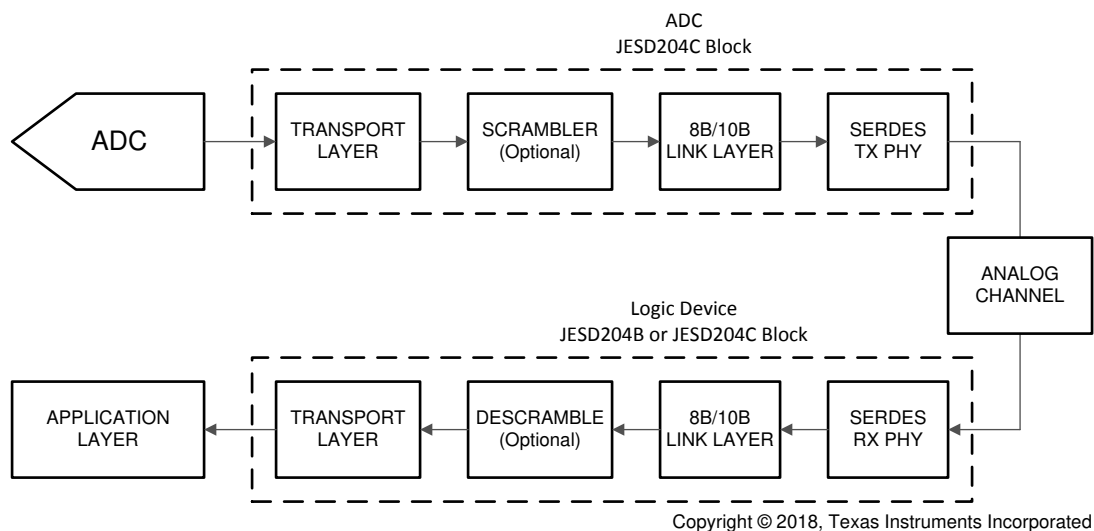 ADC
JESD204C Block
ADC
TRANSPORT
LAYER
SCRAMBLER
(Optional)
8B/10B
LINK LAYER
SERDES
TX PHY
ANALOG
CHANNEL
Logic Device
JESD204B or JESD204C Block
APPLICATION
LAYER
TRANSPORT
LAYER
DESCRAMBLE
(Optional)
8B/10B
LINK LAYER
SERDES
RX PHY
Copyright © 2018, Texas Instruments Incorporated